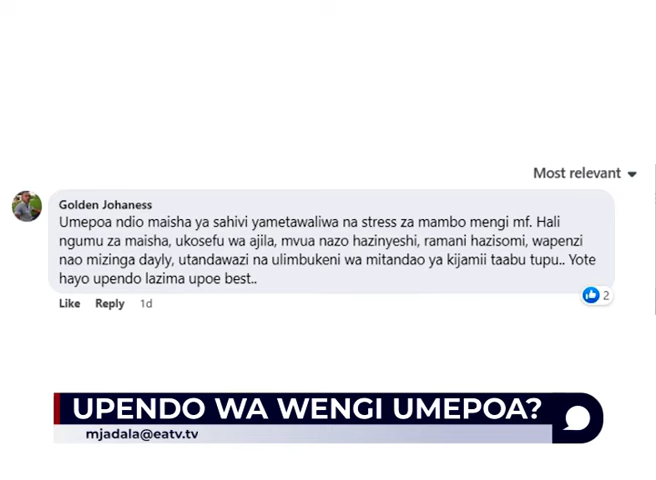 Most relevant
Golden Johaness
Umepoa ndio maisha ya sahivi yametawaliwa na stress za mambo mengi mf. Hali
ngumu za maisha, ukosefu wa ajila, mvua nazo hazinyeshi, ramani hazisomi, wapenzi
nao mizinga dayly, utandawazi na ulimbukeni wa mitandao ya kijamii taabu tupu.. Yote
hayo upendo lazima upoe best..
Like Reply 1d
2
UPENDO WA WENGI UMEPOA?
mjadala@eatv.tv